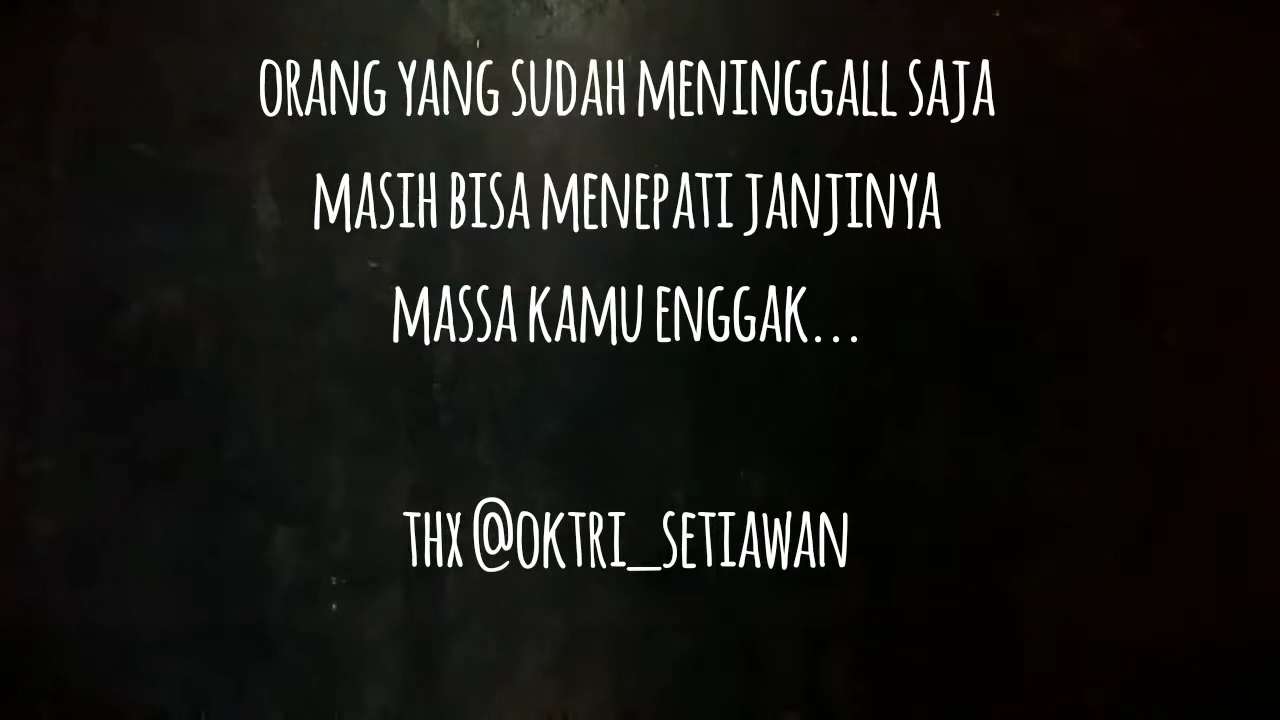 ORANG YANG SUDAH MENINGGALL SAJA
MASIH BISA MENEPATI JANJINYA
MASSA KAMU ENGGAK...
THX @OKTRI_SETIAWAN